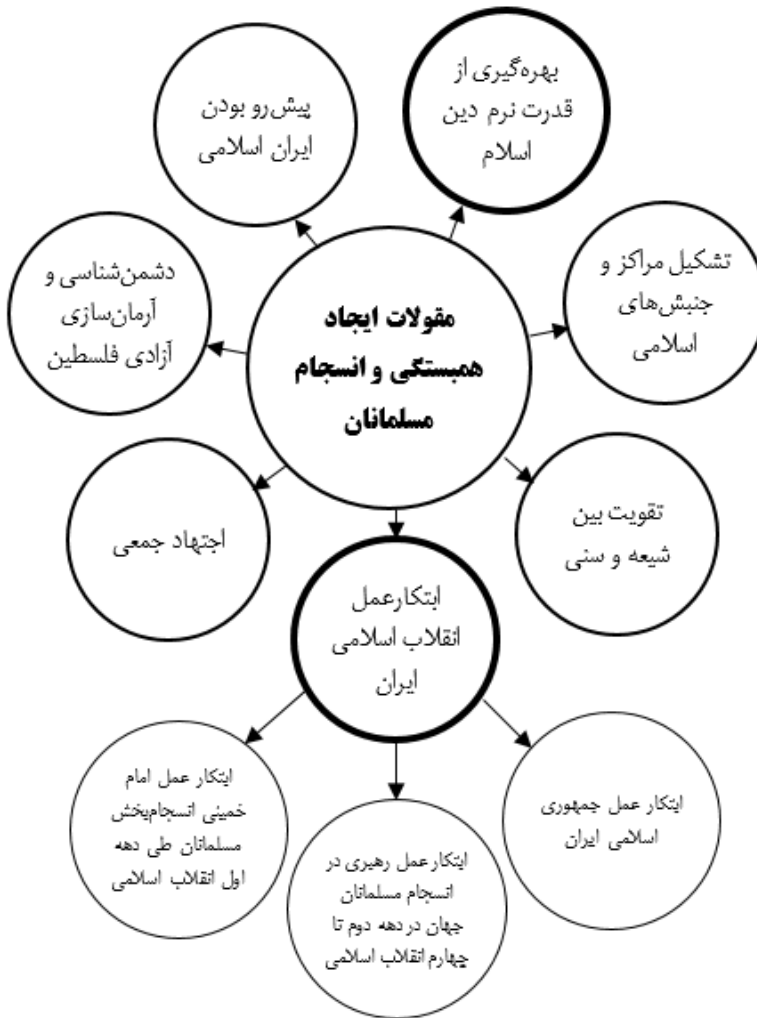 بهره‌گیری از
قدرت نرم دین
اسلام
پیش‌رو بودن
ایران اسلامی
تشکیل مراکز و
جنبش‌های
اسلامی
دشمن‌شناسی و
آرمان‌سازی
آزادی فلسطین
مقولات ایجاد
همبستگی و انسجام
مسلمانان
تقویت بین
شیعه و سنی
اجتهاد جمعی
ابتکارعمل
انقلاب اسلامی
ایران
ابتکار عمل جمهوری
اسلامی ایران
ابتکارعمل رهبری در
انسجام مسلمانان
جهان در دهه دوم تا
چهارم انقلاب اسلامی
ابتکار عمل امام
خمینی انسجام‌بخش
مسلمانان طی دهه
اول انقلاب اسلامی